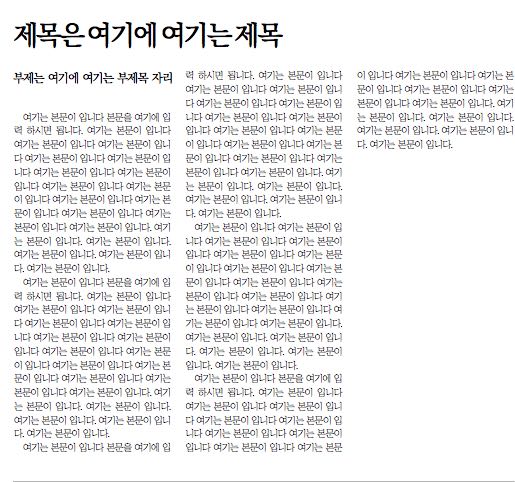 제목은 여기에 여기는 제목
부제는 여기에 여기는 부제목 자리
여기는 본문이 입니다 본문을 여기에 입
력 하시면 됩니다. 여기는 본문이 입니다
여기는 본문이 입니다 여기는 본문이 입니
다 여기는 본문이 입니다 여기는 본문이 입
니다 여기는 본문이 입니다 여기는 본문이
입니다 여기는 본문이 입니다 여기는 본문
이 입니다 여기는 본문이 입니다 여기는 본
문이 입니다 여기는 본문이 입니다 여기는
본문이 입니다 여기는 본문이 입니다. 여기
는 본문이 입니다. 여기는 본문이 입니다.
여기는 본문이 입니다. 여기는 본문이 입니
다. 여기는 본문이 입니다.
여기는 본문이 입니다 본문을 여기에 입
력 하시면 됩니다. 여기는 본문이 입니다
여기는 본문이 입니다 여기는 본문이 입니
다 여기는 본문이 입니다 여기는 본문이 입
니다 여기는 본문이 입니다 여기는 본문이
입니다 여기는 본문이 입니다 여기는 본문
이 입니다 여기는 본문이 입니다 여기는 본
문이 입니다 여기는 본문이 입니다 여기는
본문이 입니다 여기는 본문이 입니다. 여기
는 본문이 입니다. 여기는 본문이 입니다.
여기는 본문이 입니다. 여기는 본문이 입니
다. 여기는 본문이 입니다.
여기는 본문이 입니다 본문을 여기에 입
력 하시면 됩니다. 여기는 본문이 입니다
여기는 본문이 입니다 여기는 본문이 입니
다 여기는 본문이 입니다 여기는 본문이 입
니다 여기는 본문이 입니다 여기는 본문이
입니다 여기는 본문이 입니다 여기는 본문
이 입니다 여기는 본문이 입니다 여기는 본
문이 입니다 여기는 본문이 입니다 여기는
본문이 입니다 여기는 본문이 입니다. 여기
는 본문이 입니다. 여기는 본문이 입니다.
여기는 본문이 입니다. 여기는 본문이 입니
다. 여기는 본문이 입니다.
여기는 본문이 입니다 여기는 본문이 입
니다 여기는 본문이 입니다 여기는 본문이
입니다 여기는 본문이 입니다 여기는 본문
이 입니다 여기는 본문이 입니다 여기는 본
문이 입니다 여기는 본문이 입니다 여기는
본문이 입니다 여기는 본문이 입니다 여기
는 본문이 입니다 여기는 본문이 입니다 여
기는 본문이 입니다. 여기는 본문이 입니다.
여기는 본문이 입니다. 여기는 본문이 입니
다. 여기는 본문이 입니다. 여기는 본문이
입니다. 여기는 본문이 입니다.
여기는 본문이 입니다 본문을 여기에 입
력 하시면 됩니다. 여기는 본문이 입니다
여기는 본문이 입니다 여기는 본문이 입니
다 여기는 본문이 입니다 여기는 본문이 입
니다 여기는 본문이 입니다 여기는 본문이
입니다 여기는 본문이 입니다 여기는 본문
이 입니다 여기는 본문이 입니다 여기는 본
문이 입니다 여기는 본문이 입니다 여기는
본문이 입니다 여기는 본문이 입니다. 여기
는 본문이 입니다. 여기는 본문이 입니다.
여기는 본문이 입니다. 여기는 본문이 입니
다. 여기는 본문이 입니다.